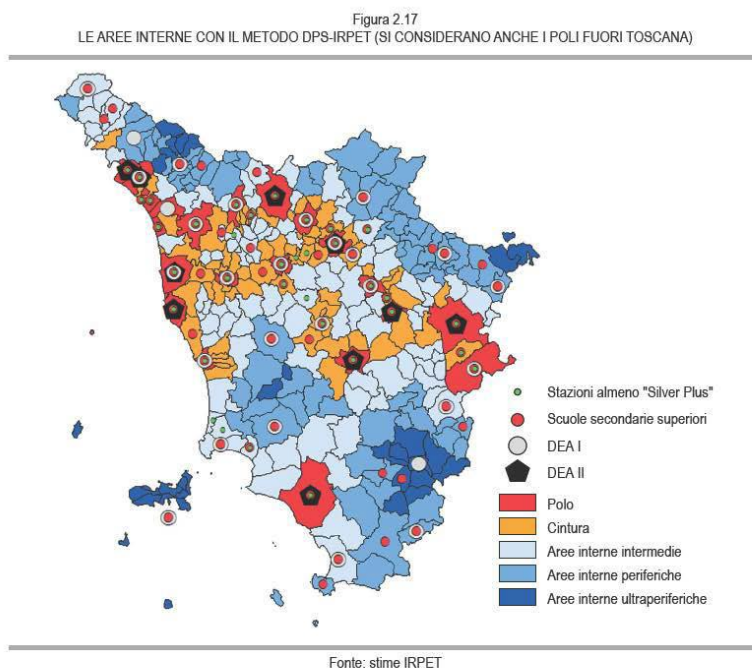 Figura 2.17
LE AREE INTERNE CON IL METODO DPS-IRPET (SI CONSIDERANO ANCHE I POLI FUORI TOSCANA)
Stazioni almeno "Silver Plus"
Scuole secondarie superiori
DEA I
DEA II
Polo
Cintura
Aree interne intermedie
Aree interne periferiche
Aree interne ultraperiferiche
Fonte: stime IRPET